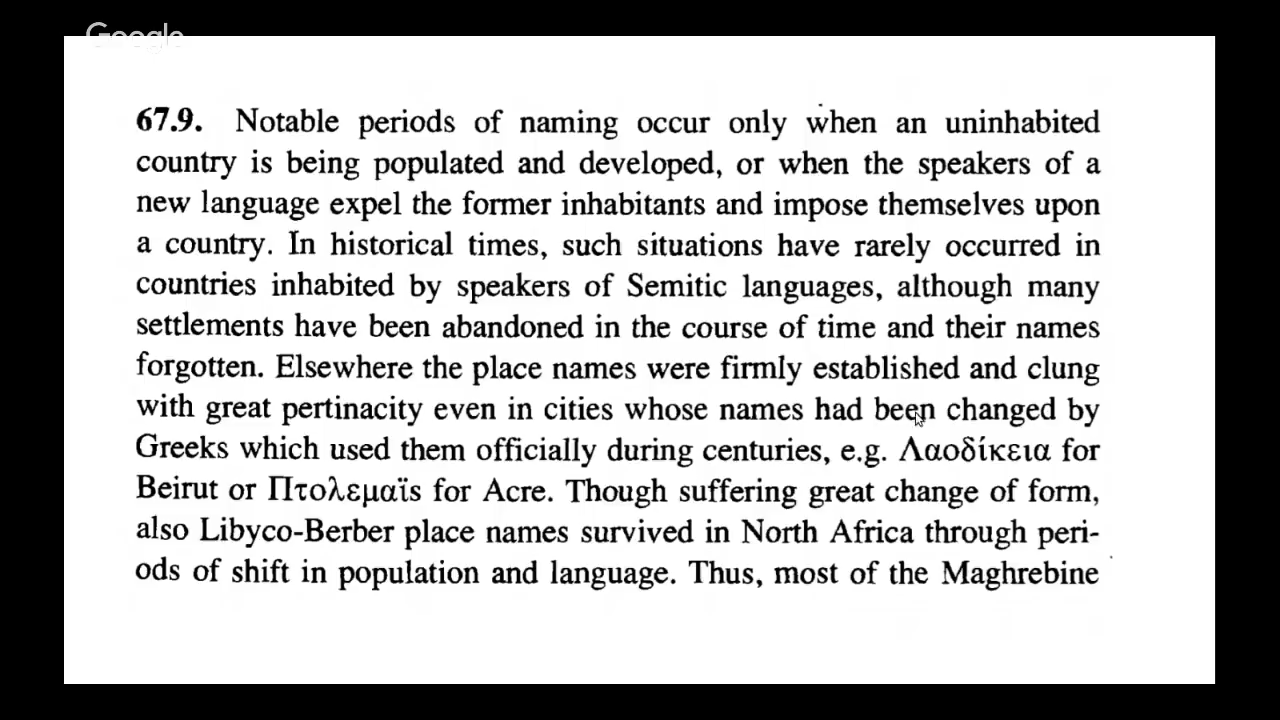 Google
67.9. Notable periods of naming occur only when an uninhabited
country is being populated and developed, or when the speakers of a
new language expel the former inhabitants and impose themselves upon
a country. In historical times, such situations have rarely occurred in
countries inhabited by speakers of Semitic languages, although many
settlements have been abandoned in the course of time and their names
forgotten. Elsewhere the place names were firmly established and clung
with great pertinacity even in cities whose names had been changed by
Greeks which used them officially during centuries, e.g. Λαοδίκεια for
Beirut or Πτολεμαΐς for Acre. Though suffering great change of form,
also Libyco-Berber place names survived in North Africa through peri-
ods of shift in population and language. Thus, most of the Maghrebine